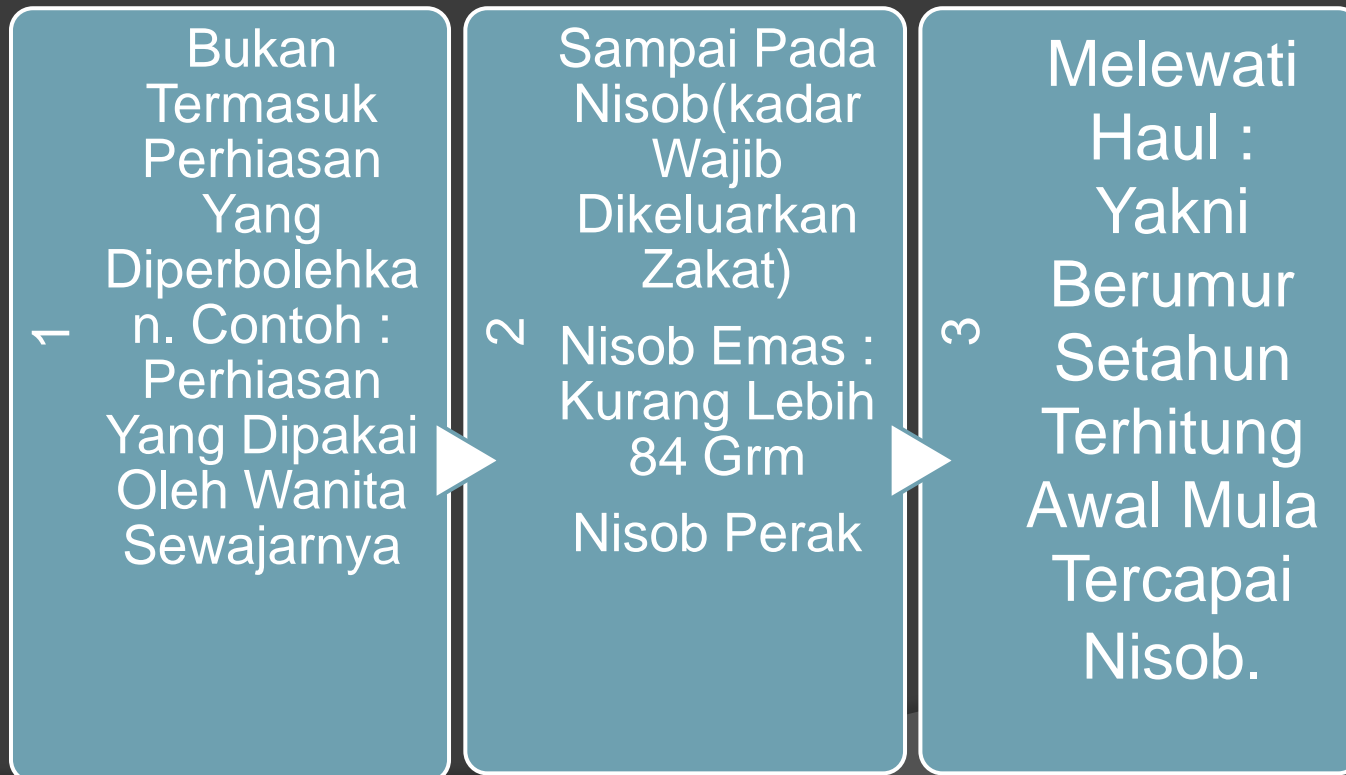 1
Bukan
Termasuk
Perhiasan
Yang
Diperbolehka
n. Contoh :
Perhiasan
Yang Dipakai
Oleh Wanita
Sewajarnya
2
Sampai Pada
Nisob(kadar
Wajib
Dikeluarkan
Zakat)
Nisob Emas :
Kurang Lebih
84 Grm
Nisob Perak
3
Melewati
Haul :
Yakni
Berumur
Setahun
Terhitung
Awal Mula
Tercapai
Nisob.